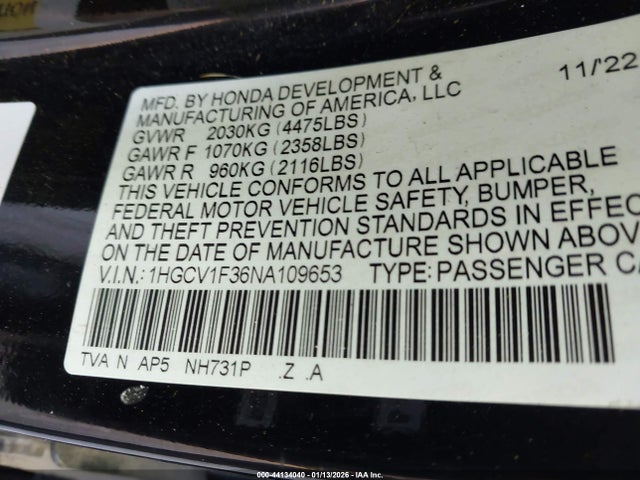 MFD. BY HONDA DEVELOPMENT & 11/'22
MANUFACTURING OF AMERICA, LLC
GVWR 2030KG (4475LBS)
GAWR F 1070KG (2358LBS)
GAWR R 960KG (2116LBS)
THIS VEHICLE CONFORMS TO ALL APPLICABLE
FEDERAL MOTOR VEHICLE SAFETY, BUMPER,
AND THEFT PREVENTION STANDARDS IN EFFEC
ON THE DATE OF MANUFACTURE SHOWN ABOV
V.I.N.: 1HGCV1F36NA109653 TYPE: PASSENGER CA
TVA N AP5 NH731P .Z .A
000-44134040 - 01/13/2026 - IAA Inc.